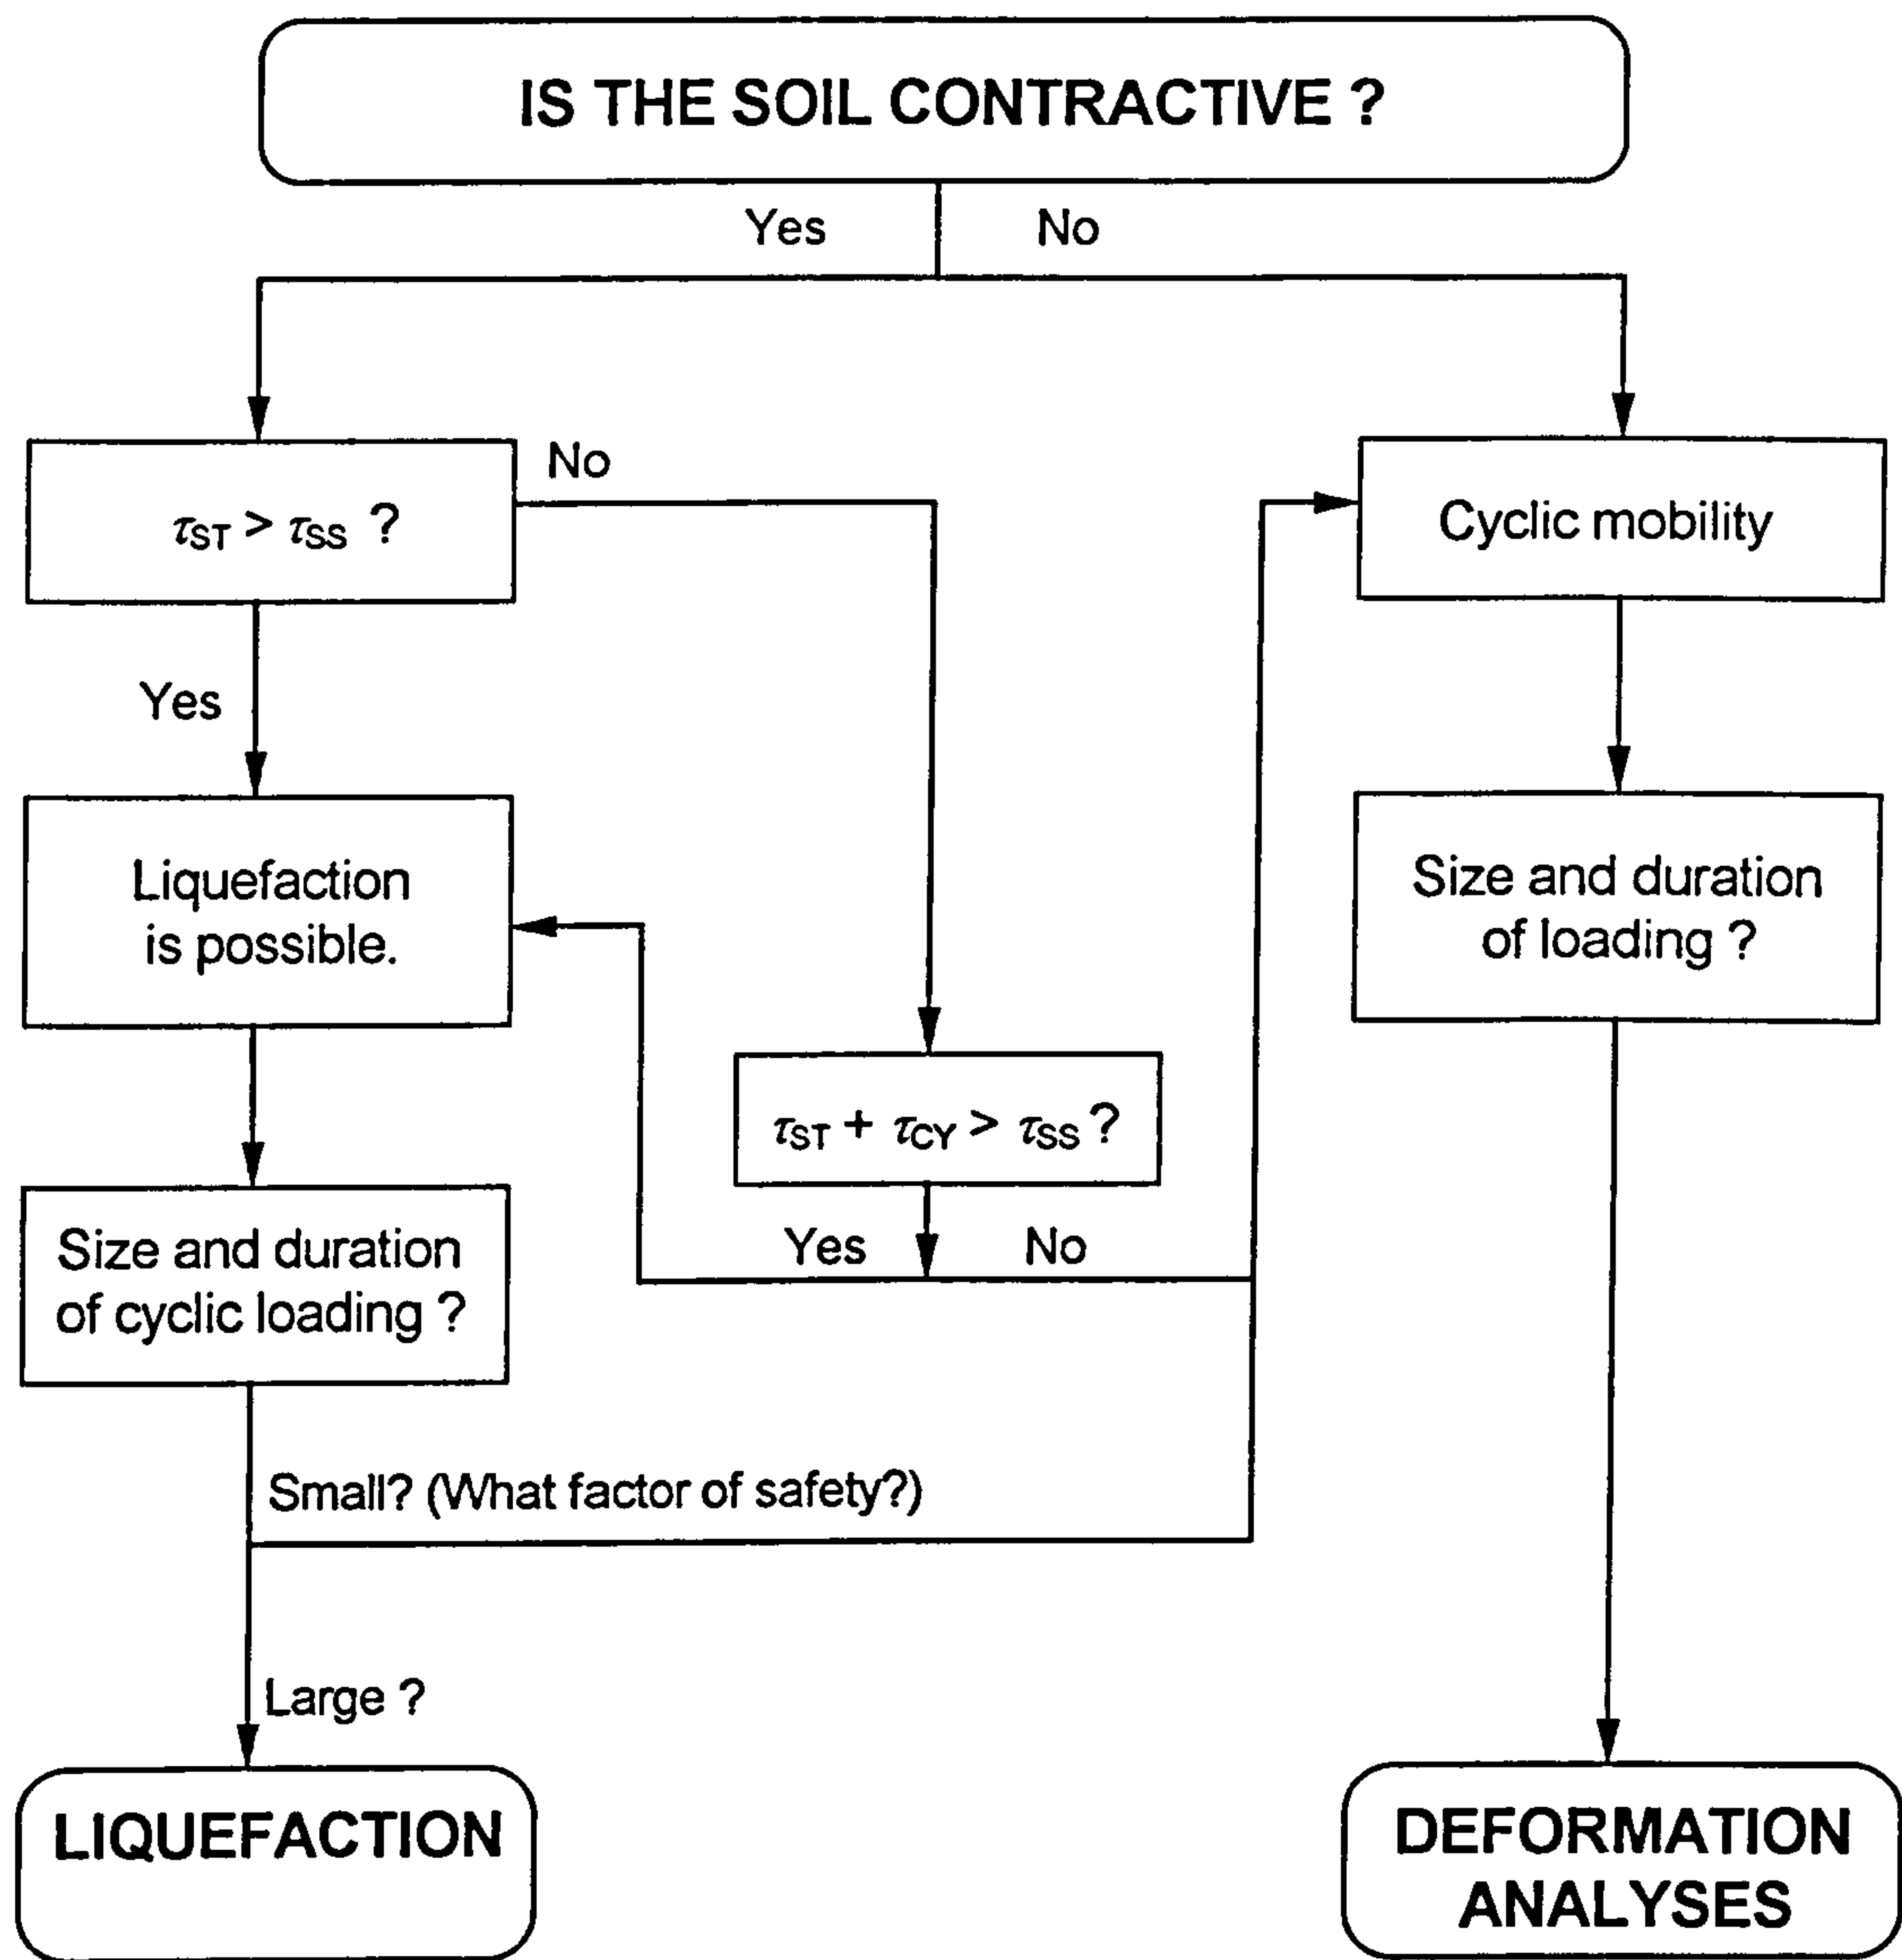 IS THE SOIL CONTRACTIVE ?
Yes
No
τST > τSS ?
No
Cyclic mobility
Yes
Liquefaction
is possible.
Size and duration
of loading ?
τST + τCY > τSS ?
Yes
No
Size and duration
of cyclic loading ?
Small? (What factor of safety?)
Large ?
LIQUEFACTION
DEFORMATION
ANALYSES